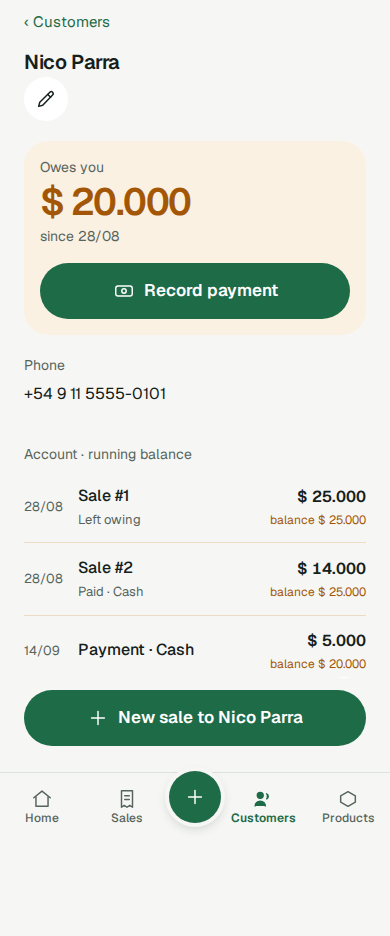 ‹ Customers
Nico Parra
Owes you
$ 20.000
since 28/08
Record payment
Phone
+54 9 11 5555-0101
Account · running balance
28/08 Sale #1 $ 25.000
Left owing balance $ 25.000
28/08 Sale #2 $ 14.000
Paid · Cash balance $ 25.000
14/09 Payment · Cash $ 5.000
balance $ 20.000
New sale to Nico Parra
Home Sales Customers Products